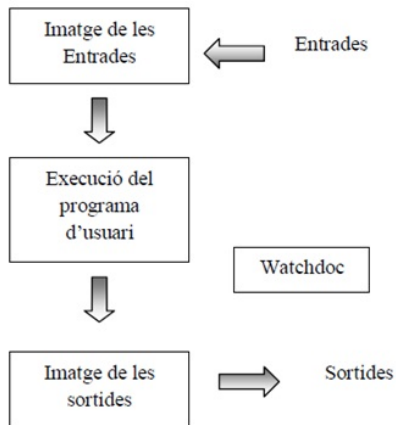 Imatge de les
Entrades
Entrades
Execució del
programa
d'usuari
Watchdoc
Imatge de les
sortides
Sortides